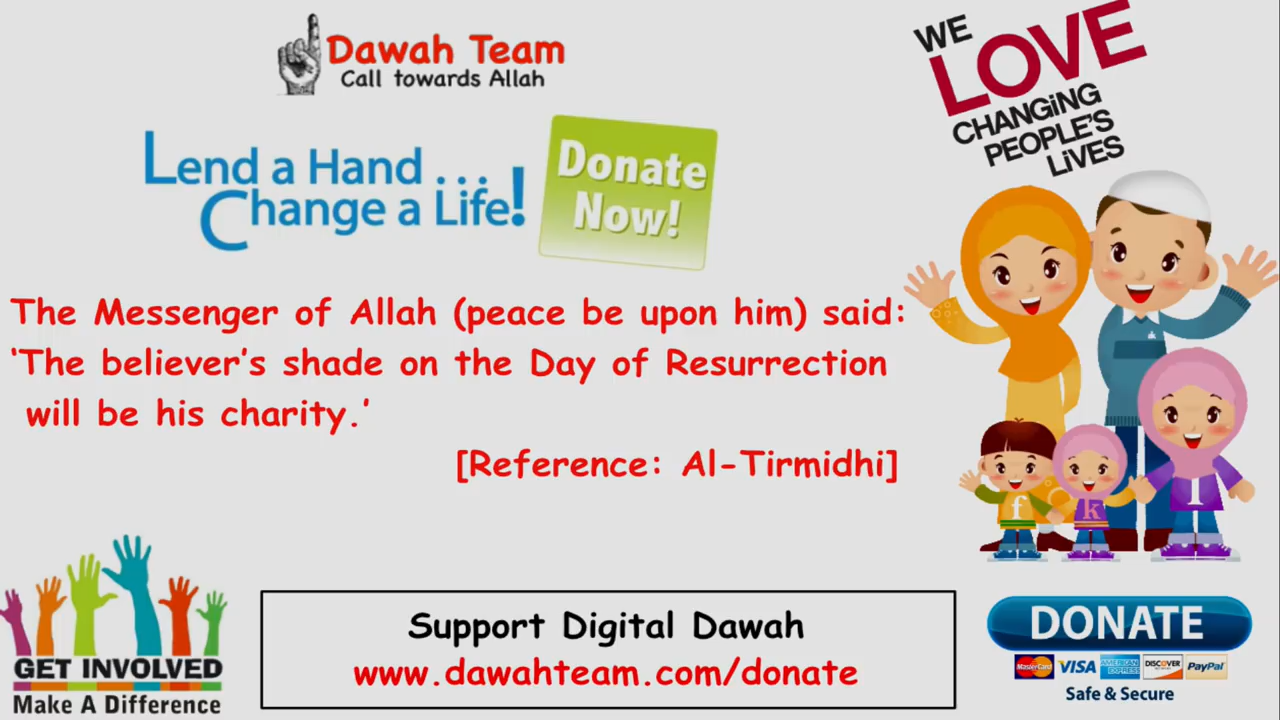 Dawah Team
Call towards Allah
WE
LOVE
CHANGiNG
PEOPLE'S
LiVES
Lend a Hand . . .
Change a Life!
Donate
Now!
The Messenger of Allah (peace be upon him) said:
'The believer's shade on the Day of Resurrection
will be his charity.'
[Reference: Al-Tirmidhi]
f
k
l
GET INVOLVED
Make A Difference
Support Digital Dawah
www.dawahteam.com/donate
DONATE
MasterCard VISA AMERICAN EXPRESS DISCOVER PayPal
Safe & Secure